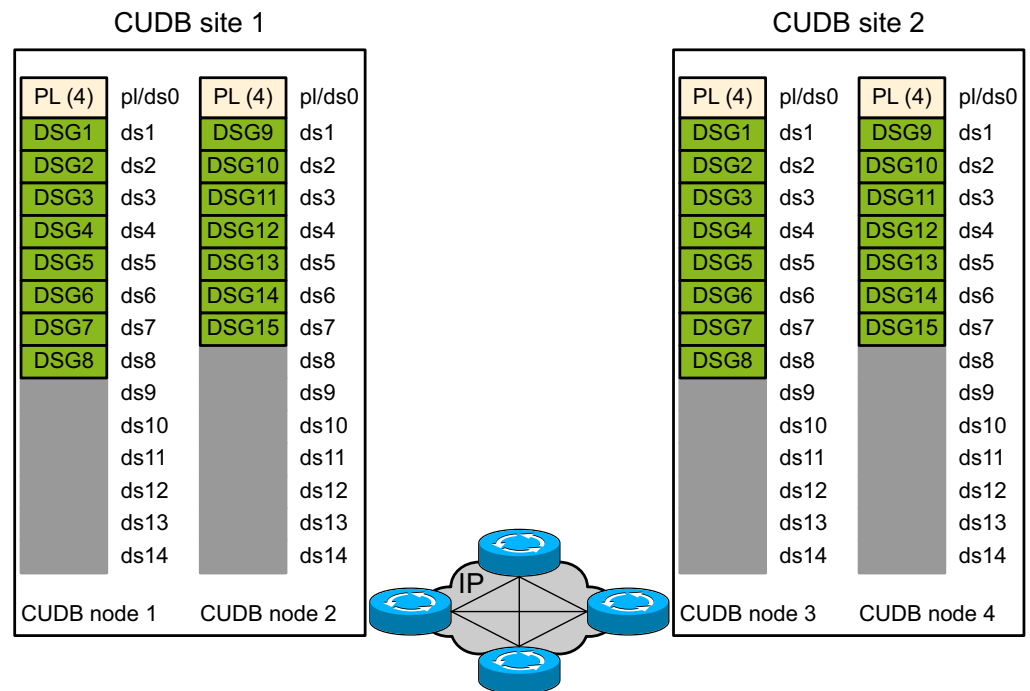 CUDB site 1
CUDB site 2
PL (4) pl/ds0 PL (4) pl/ds0 PL (4) pl/ds0 PL (4) pl/ds0
DSG1 ds1 DSG9 ds1 DSG1 ds1 DSG9 ds1
DSG2 ds2 DSG10 ds2 DSG2 ds2 DSG10 ds2
DSG3 ds3 DSG11 ds3 DSG3 ds3 DSG11 ds3
DSG4 ds4 DSG12 ds4 DSG4 ds4 DSG12 ds4
DSG5 ds5 DSG13 ds5 DSG5 ds5 DSG13 ds5
DSG6 ds6 DSG14 ds6 DSG6 ds6 DSG14 ds6
DSG7 ds7 DSG15 ds7 DSG7 ds7 DSG15 ds7
DSG8 ds8 ds8 DSG8 ds8 ds8
ds9 ds9 ds9 ds9
ds10 ds10 ds10 ds10
ds11 ds11 ds11 ds11
ds12 ds12 ds12 ds12
ds13 ds13 ds13 ds13
ds14 ds14 ds14 ds14
IP
CUDB node 1 CUDB node 2 CUDB node 3 CUDB node 4